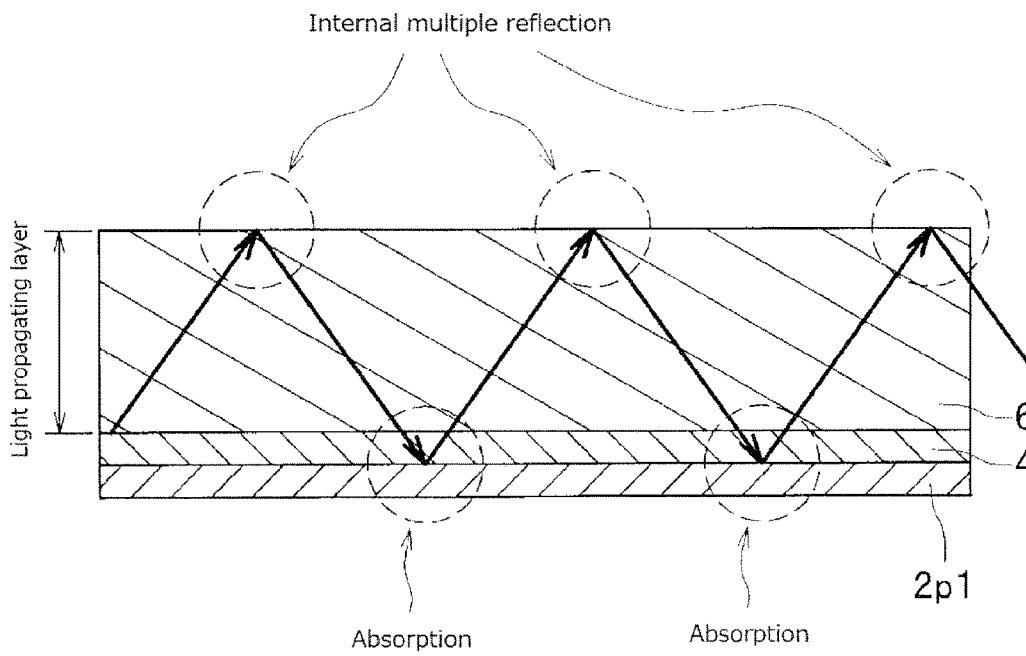 Internal multiple reflection
Light propagating layer
6
4
2p1
Absorption
Absorption